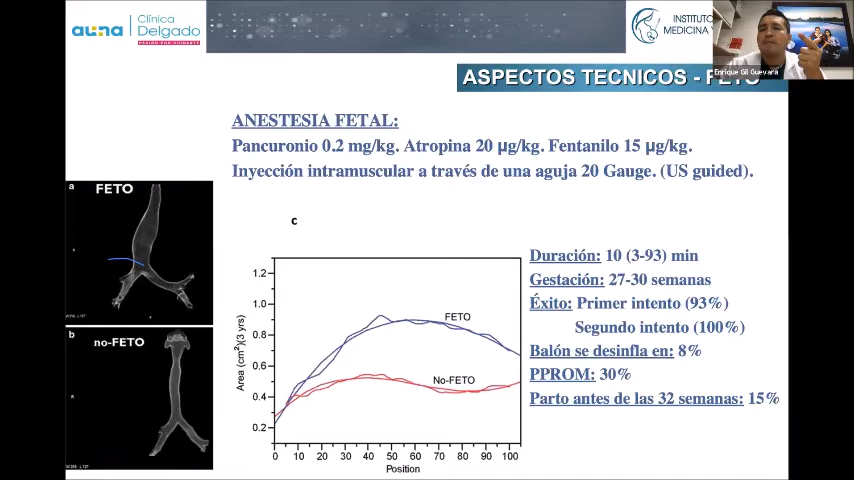 auna
Clínica
Delgado
PASIÓN POR CUIDARTE
INSTITUTO
MEDICINA Y
Enrique Gil Guevara
ASPECTOS TECNICOS - FETO
ANESTESIA FETAL:
Pancuronio 0.2 mg/kg. Atropina 20 µg/kg. Fentanilo 15 µg/kg.
Inyección intramuscular a través de una aguja 20 Gauge. (US guided).
a
FETO
b
no-FETO
c
Area (cm²)(3 yrs)
1.2
1.0
0.8
0.6
0.4
0.2
FETO
No-FETO
0 10 20 30 40 50 60 70 80 90 100
Position
Duración: 10 (3-93) min
Gestación: 27-30 semanas
Éxito: Primer intento (93%)
Segundo intento (100%)
Balón se desinfla en: 8%
PPROM: 30%
Parto antes de las 32 semanas: 15%